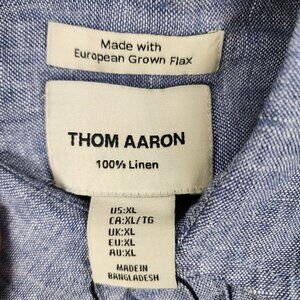 Made with
European Grown Flax
THOM AARON
100% Linen
US:XL
CA:XL/TG
UK:XL
EU:XL
AU:XL
MADE IN
BANGLADESH